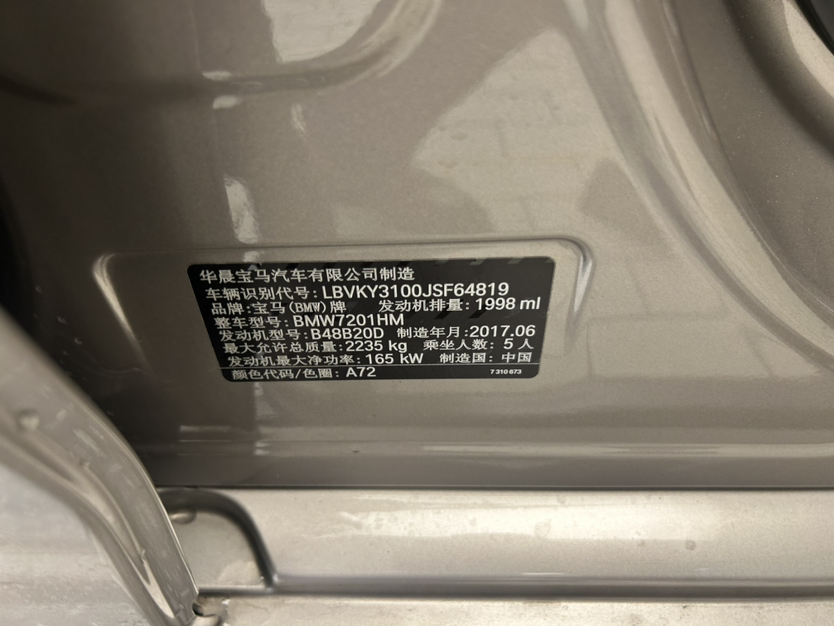 华晨宝马汽车有限公司制造
车辆识别代号: LBVKY3100JSF64819
品牌: 宝马(BMW)牌 发动机排量: 1998 ml
整车型号: BMW7201HM
发动机型号: B48B20D 制造年月: 2017.06
最大允许总质量: 2235 kg 乘坐人数: 5 人
发动机最大净功率: 165 kW 制造国: 中国
颜色代码/色圈: A72 7 310 673